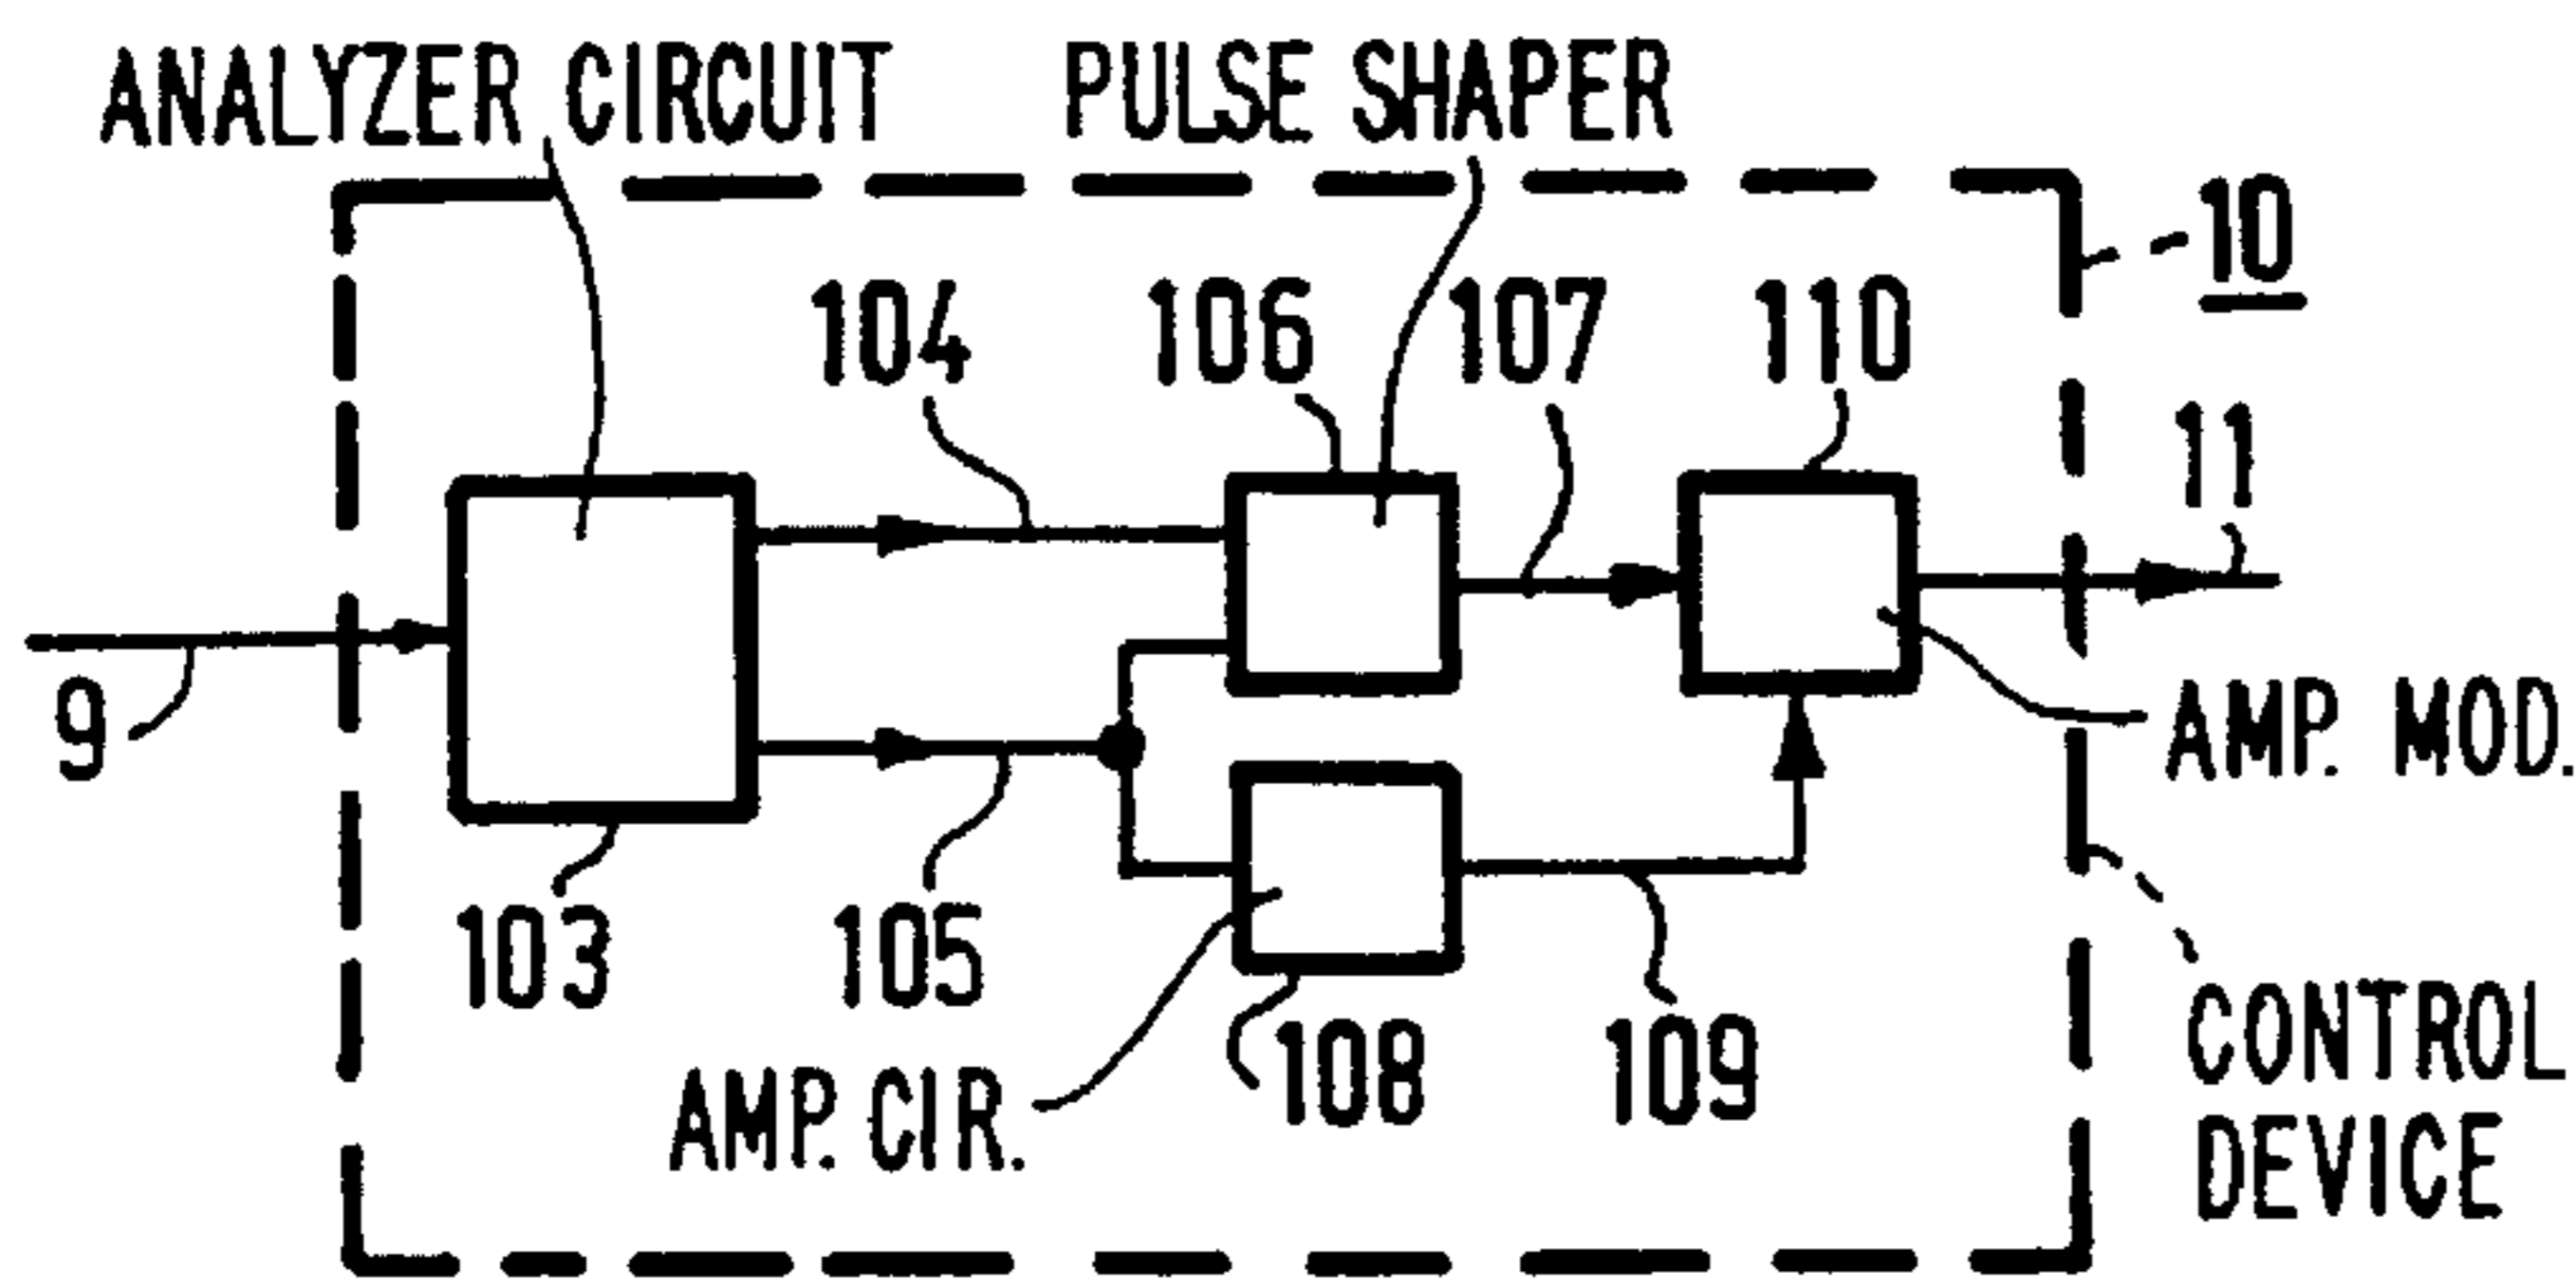 ANALYZER CIRCUIT PULSE SHAPER
10
104 106 107 110
11
9
AMP. MOD.
103 105
108 109
AMP. CIR.
CONTROL
DEVICE